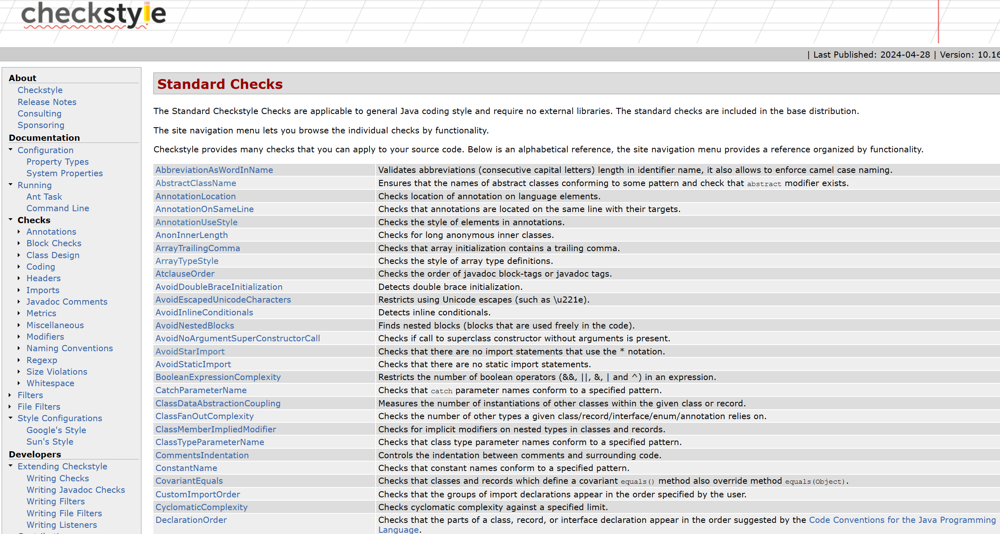 checkstyle
| Last Published: 2024-04-28 | Version: 10.16
About
Checkstyle
Release Notes
Consulting
Sponsoring
Documentation
Configuration
Property Types
System Properties
Running
Ant Task
Command Line
Checks
Annotations
Block Checks
Class Design
Coding
Headers
Imports
Javadoc Comments
Metrics
Miscellaneous
Modifiers
Naming Conventions
Regexp
Size Violations
Whitespace
Filters
File Filters
Style Configurations
Google's Style
Sun's Style
Developers
Extending Checkstyle
Writing Checks
Writing Javadoc Checks
Writing Filters
Writing File Filters
Writing Listeners
Standard Checks
The Standard Checkstyle Checks are applicable to general Java coding style and require no external libraries. The standard checks are included in the base distribution.
The site navigation menu lets you browse the individual checks by functionality.
Checkstyle provides many checks that you can apply to your source code. Below is an alphabetical reference, the site navigation menu provides a reference organized by functionality.
AbbreviationAsWordInName Validates abbreviations (consecutive capital letters) length in identifier name, it also allows to enforce camel case naming.
AbstractClassName Ensures that the names of abstract classes conforming to some pattern and check that abstract modifier exists.
AnnotationLocation Checks location of annotation on language elements.
AnnotationOnSameLine Checks that annotations are located on the same line with their targets.
AnnotationUseStyle Checks the style of elements in annotations.
AnonInnerLength Checks for long anonymous inner classes.
ArrayTrailingComma Checks that array initialization contains a trailing comma.
ArrayTypeStyle Checks the style of array type definitions.
AtclauseOrder Checks the order of javadoc block-tags or javadoc tags.
AvoidDoubleBraceInitialization Detects double brace initialization.
AvoidEscapedUnicodeCharacters Restricts using Unicode escapes (such as \u221e).
AvoidInlineConditionals Detects inline conditionals.
AvoidNestedBlocks Finds nested blocks (blocks that are used freely in the code).
AvoidNoArgumentSuperConstructorCall Checks if call to superclass constructor without arguments is present.
AvoidStarImport Checks that there are no import statements that use the * notation.
AvoidStaticImport Checks that there are no static import statements.
BooleanExpressionComplexity Restricts the number of boolean operators (&&, ||, &, | and ^) in an expression.
CatchParameterName Checks that catch parameter names conform to a specified pattern.
ClassDataAbstractionCoupling Measures the number of instantiations of other classes within the given class or record.
ClassFanOutComplexity Checks the number of other types a given class/record/interface/enum/annotation relies on.
ClassMemberImpliedModifier Checks for implicit modifiers on nested types in classes and records.
ClassTypeParameterName Checks that class type parameter names conform to a specified pattern.
CommentsIndentation Controls the indentation between comments and surrounding code.
ConstantName Checks that constant names conform to a specified pattern.
CovariantEquals Checks that classes and records which define a covariant equals() method also override method equals(Object).
CustomImportOrder Checks that the groups of import declarations appear in the order specified by the user.
CyclomaticComplexity Checks cyclomatic complexity against a specified limit.
DeclarationOrder Checks that the parts of a class, record, or interface declaration appear in the order suggested by the Code Conventions for the Java Programming
Language.